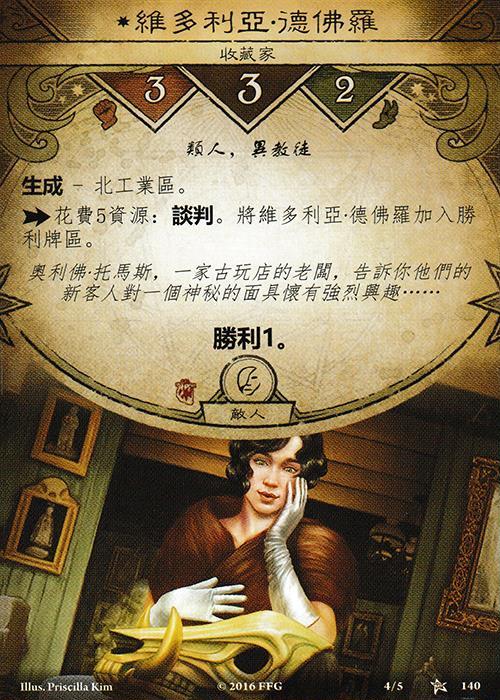 維多利亞·德佛羅
收藏家
3 3 2
類人，異教徒
生成 – 北工業區。
花費5資源：談判。將維多利亞·德佛羅加入勝
利牌區。
奧利佛·托馬斯，一家古玩店的老闆，告訴你他們的
新客人對一個神秘的面具懷有強烈興趣……
勝利1。
敵人
Illus. Priscilla Kim © 2016 FFG 4/5 140